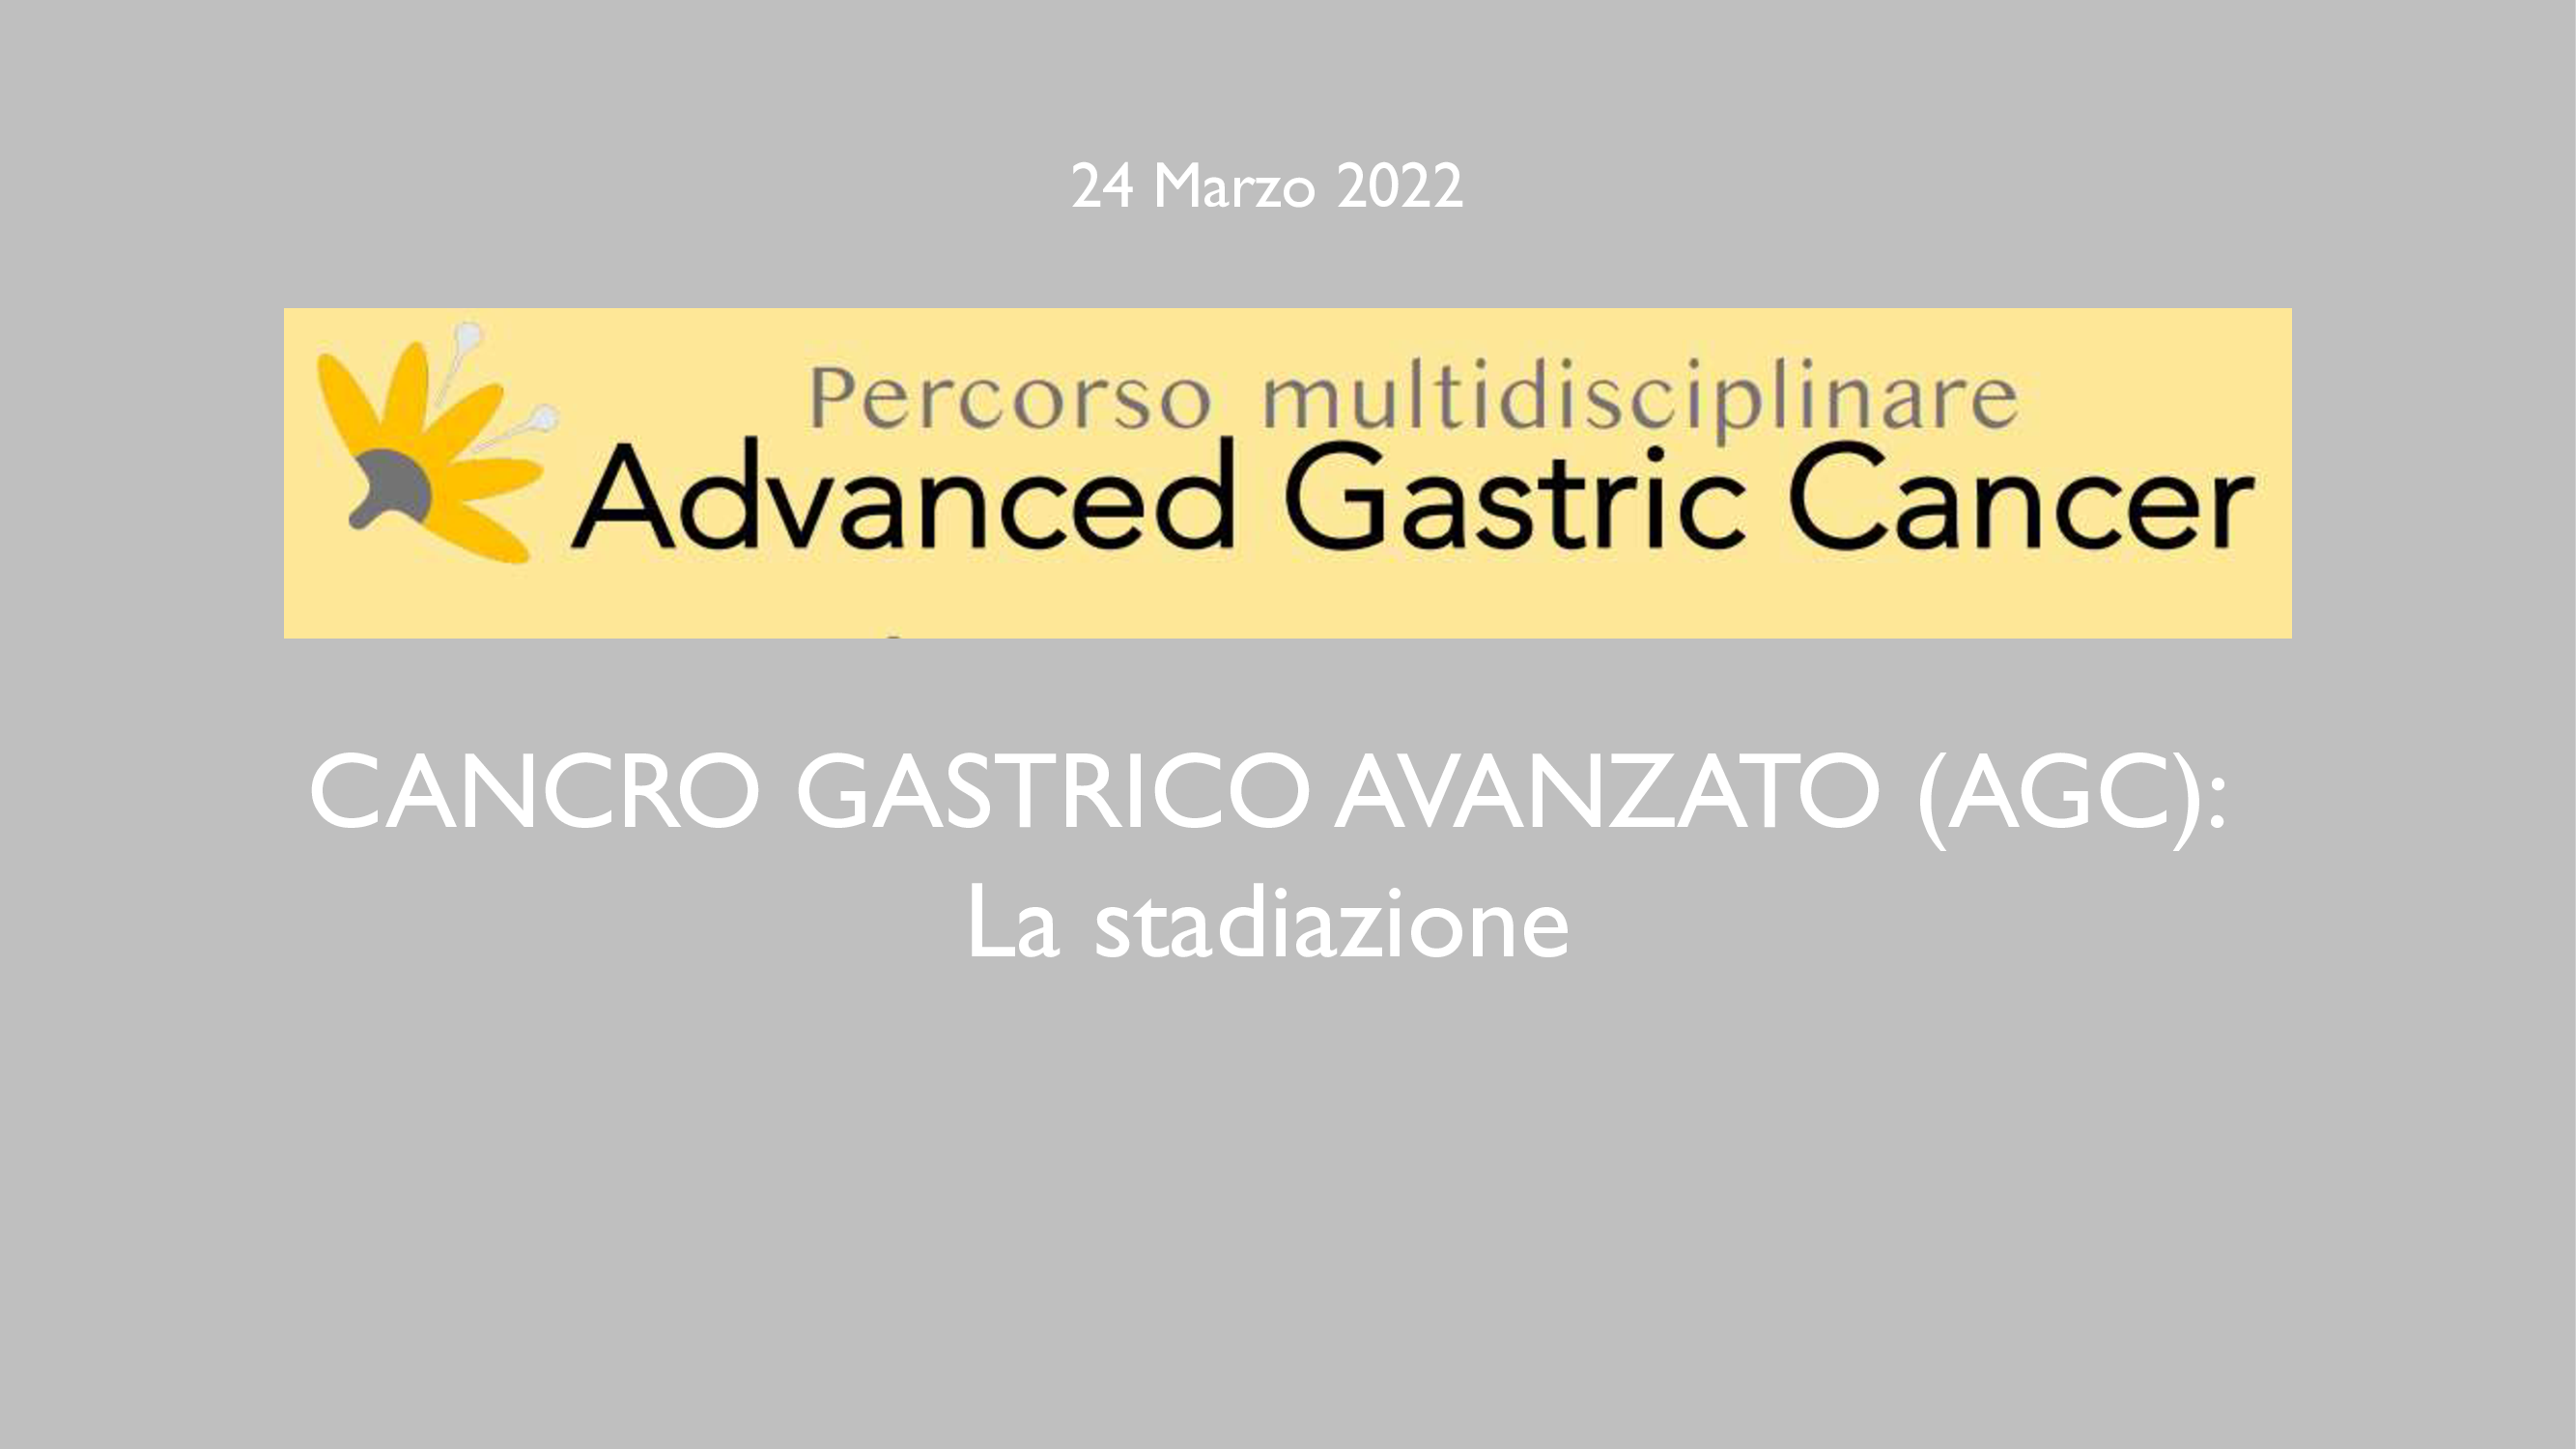 24 Marzo 2022
Percorso multidisciplinare
Advanced Gastric Cancer
CANCRO GASTRICO AVANZATO (AGC):
La stadiazione